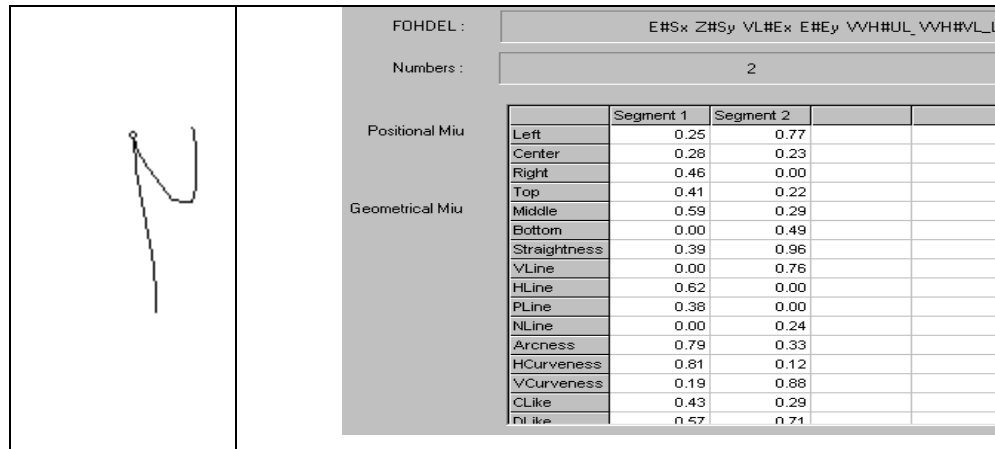 FOHDEL : E#Sx Z#Sy VL#Ex E#Ey VVH#UL_VVH#VL_L
Numbers : 2
Positional Miu
Geometrical Miu
Segment 1 Segment 2
Left 0.25 0.77
Center 0.28 0.23
Right 0.46 0.00
Top 0.41 0.22
Middle 0.59 0.29
Bottom 0.00 0.49
Straightness 0.39 0.96
VLine 0.00 0.76
HLine 0.62 0.00
PLine 0.38 0.00
NLine 0.00 0.24
Arcness 0.79 0.33
HCurveness 0.81 0.12
VCurveness 0.19 0.88
CLike 0.43 0.29
DLike 0.57 0.71